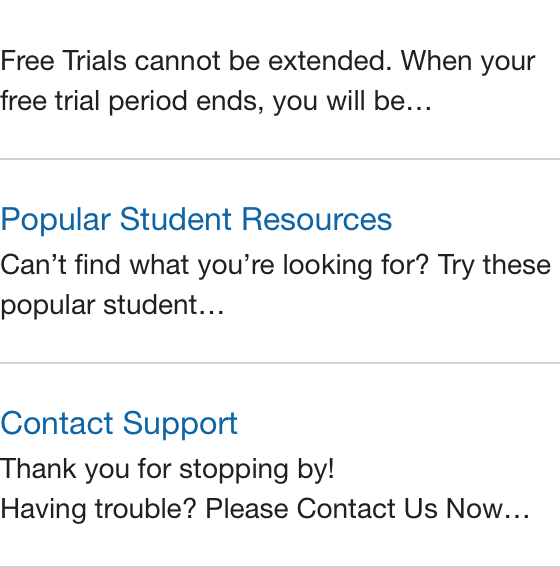 Free Trials cannot be extended. When your
free trial period ends, you will be…
Popular Student Resources
Can’t find what you’re looking for? Try these
popular student…
Contact Support
Thank you for stopping by!
Having trouble? Please Contact Us Now…